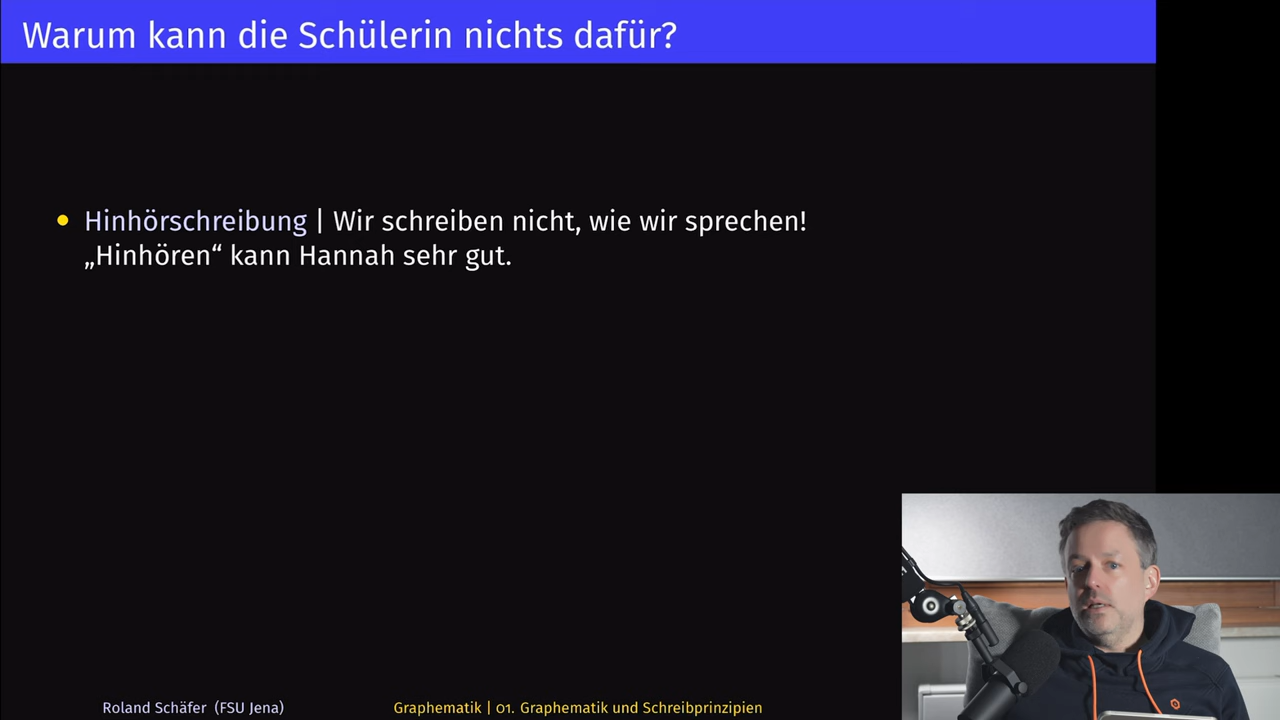 Warum kann die Schülerin nichts dafür?
• Hinhörschreibung | Wir schreiben nicht, wie wir sprechen!
„Hinhören“ kann Hannah sehr gut.
Roland Schäfer (FSU Jena)
Graphematik | 01. Graphematik und Schreibprinzipien